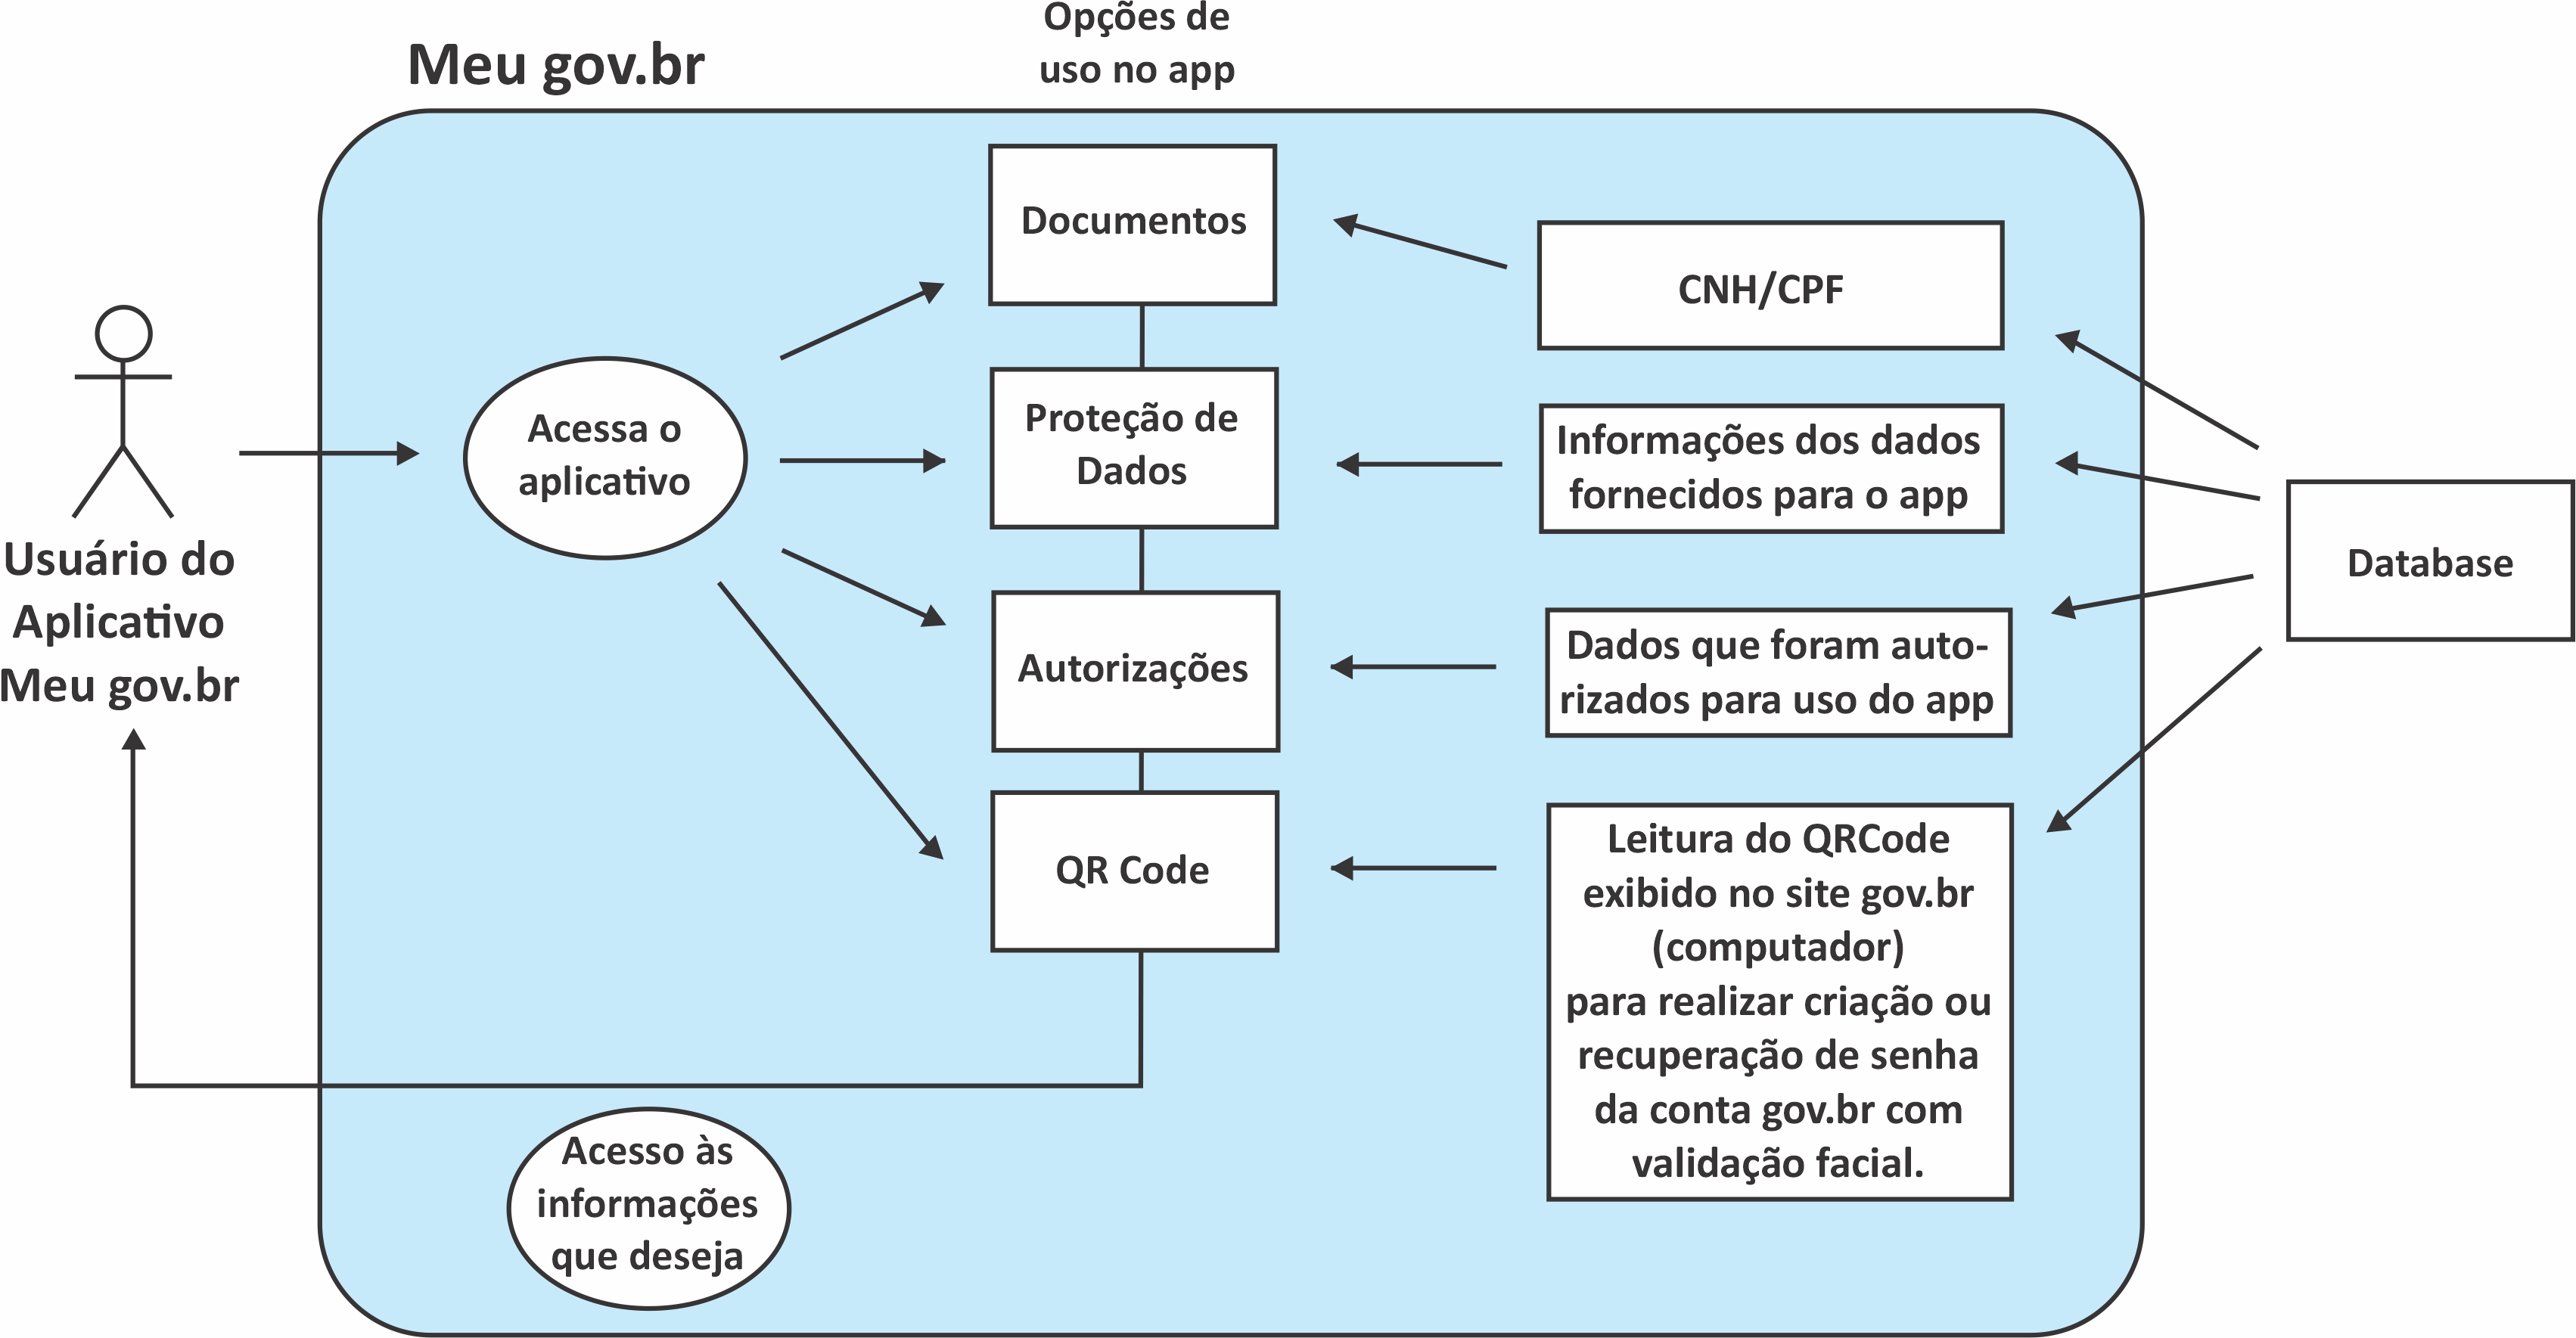 Opções de
uso no app
Meu gov.br
Documentos
CNH/CPF
Proteção de
Dados
Informações dos dados
fornecidos para o app
Acessa o
aplicativo
Usuário do
Aplicativo
Meu gov.br
Database
Autorizações
Dados que foram auto-
rizados para uso do app
QR Code
Leitura do QRCode
exibido no site gov.br
(computador)
para realizar criação ou
recuperação de senha
da conta gov.br com
validação facial.
Acesso às
informações
que deseja